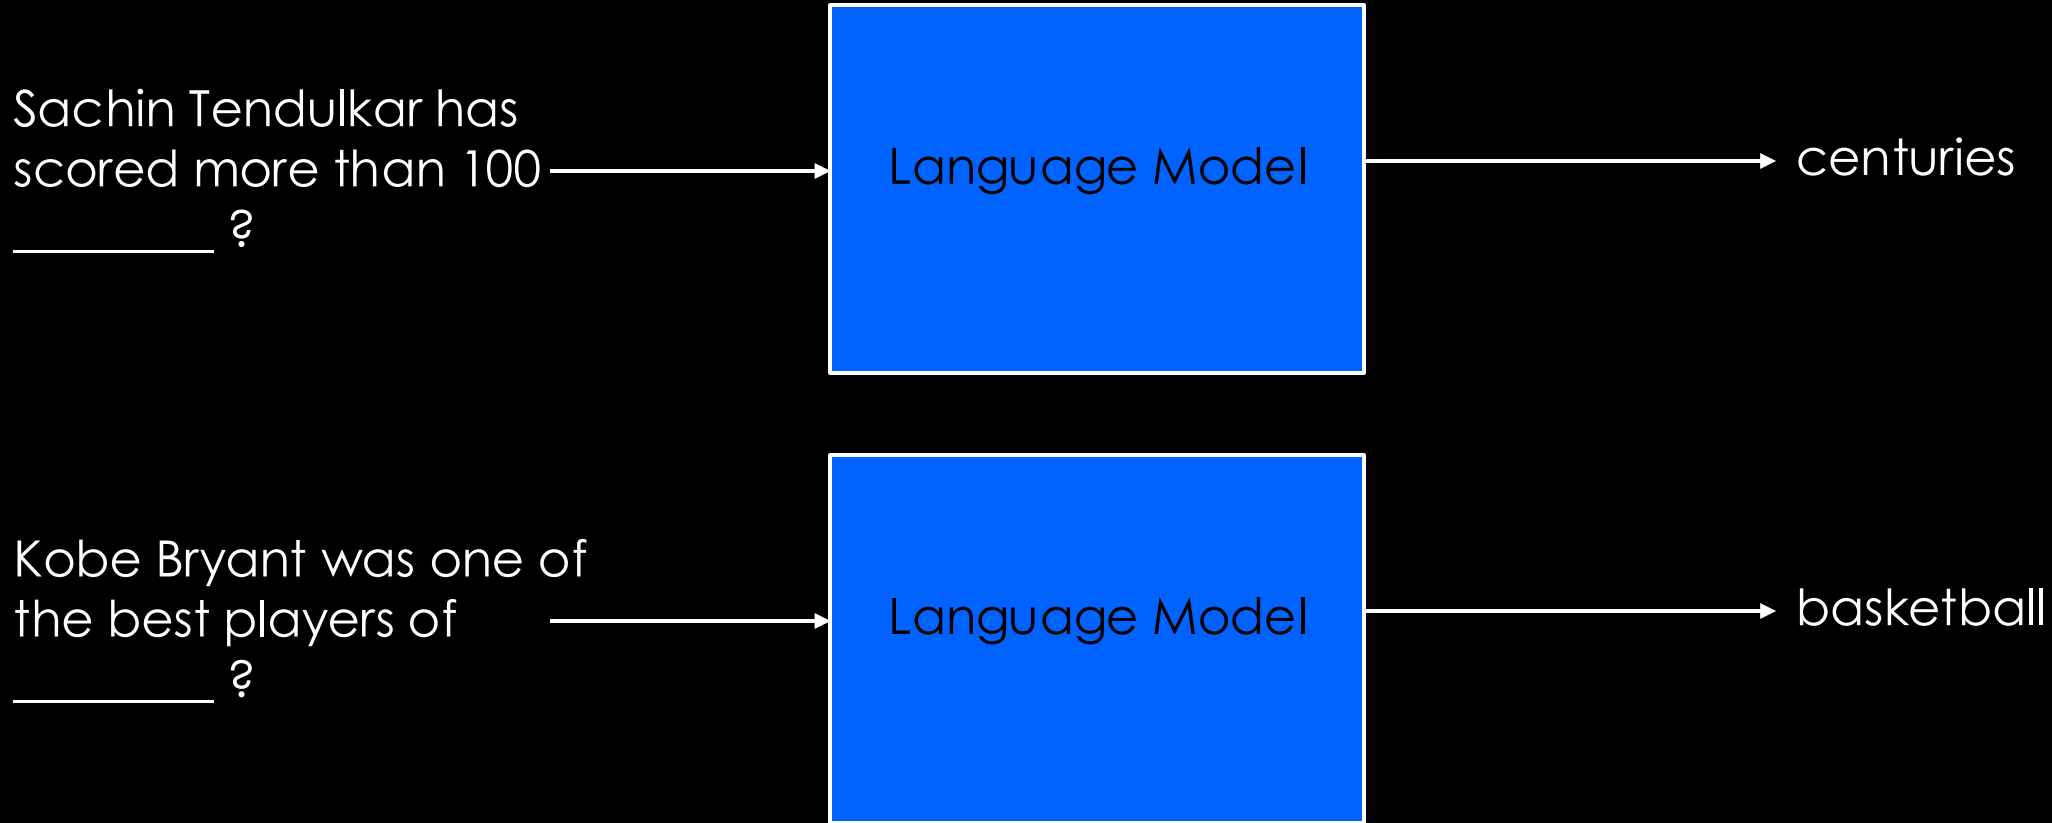 Sachin Tendulkar has
scored more than 100
________ ?
Language Model
centuries
Kobe Bryant was one of
the best players of
________ ?
Language Model
basketball